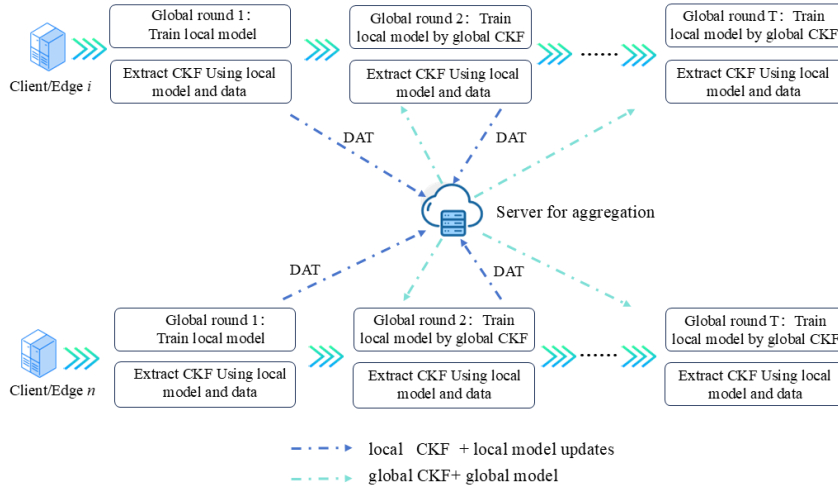 Global round 1：
Train local model
Extract CKF Using local
model and data
Global round 2: Train
local model by global CKF
Extract CKF Using local
model and data
......
Global round T: Train
local model by global CKF
Extract CKF Using local
model and data
Client/Edge i
DAT
DAT
Server for aggregation
DAT
DAT
Global round 1：
Train local model
Extract CKF Using local
model and data
Global round 2: Train
local model by global CKF
Extract CKF Using local
model and data
......
Global round T: Train
local model by global CKF
Extract CKF Using local
model and data
Client/Edge n
local CKF + local model updates
global CKF+ global model